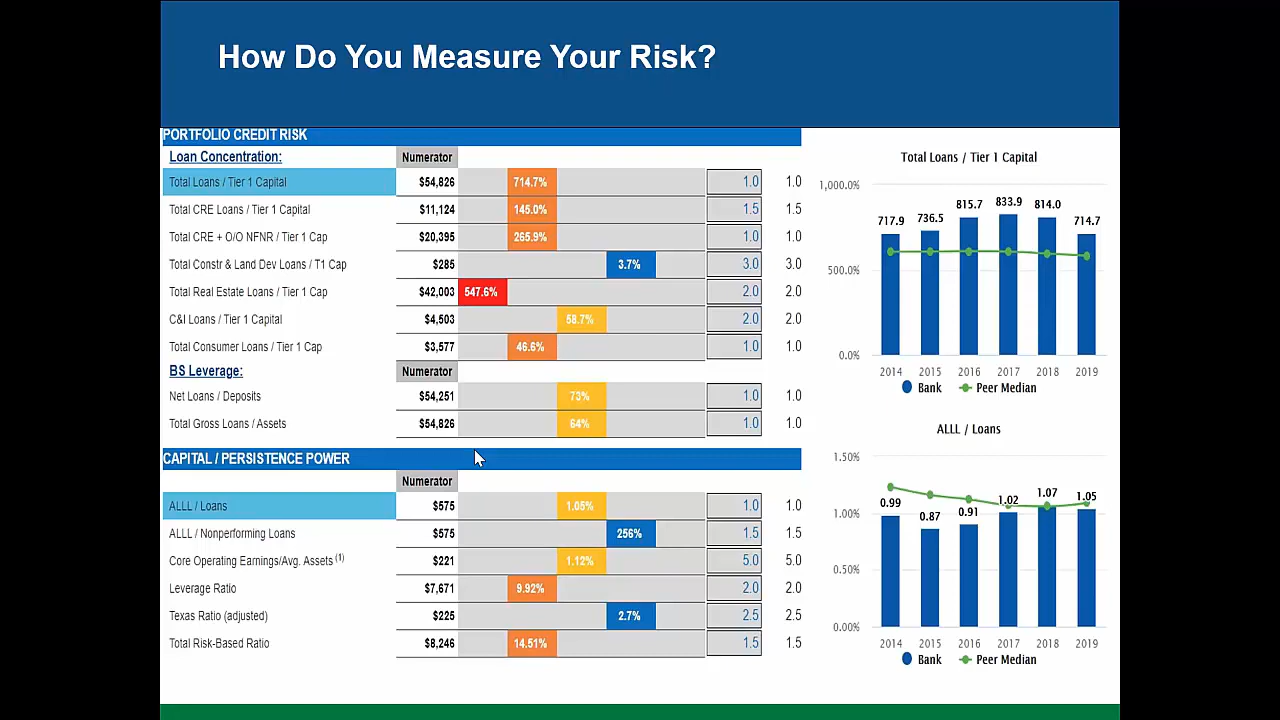 How Do You Measure Your Risk?
PORTFOLIO CREDIT RISK
Loan Concentration: Numerator
Total Loans / Tier 1 Capital $54,826 714.7% 1.0 1.0
Total CRE Loans / Tier 1 Capital $11,124 145.0% 1.5 1.5
Total CRE + O/O NFNR / Tier 1 Cap $20,395 265.9% 1.0 1.0
Total Constr & Land Dev Loans / T1 Cap $285 3.7% 3.0 3.0
Total Real Estate Loans / Tier 1 Cap $42,003 547.6% 2.0 2.0
C&I Loans / Tier 1 Capital $4,503 58.7% 2.0 2.0
Total Consumer Loans / Tier 1 Cap $3,577 46.6% 1.0 1.0
BS Leverage: Numerator
Net Loans / Deposits $54,251 73% 1.0 1.0
Total Gross Loans / Assets $54,826 64% 1.0 1.0
CAPITAL / PERSISTENCE POWER
Numerator
ALLL / Loans $575 1.05% 1.0 1.0
ALLL / Nonperforming Loans $575 256% 1.5 1.5
Core Operating Earnings/Avg. Assets (1) $221 1.12% 5.0 5.0
Leverage Ratio $7,671 9.92% 2.0 2.0
Texas Ratio (adjusted) $225 2.7% 2.5 2.5
Total Risk-Based Ratio $8,246 14.51% 1.5 1.5
Total Loans / Tier 1 Capital
1,000.0%
717.9 736.5 815.7 833.9 814.0 714.7
500.0%
0.0%
2014 2015 2016 2017 2018 2019
Bank Peer Median
ALLL / Loans
1.50%
0.99 0.87 0.91 1.02 1.07 1.05
1.00%
0.50%
0.00%
2014 2015 2016 2017 2018 2019
Bank Peer Median